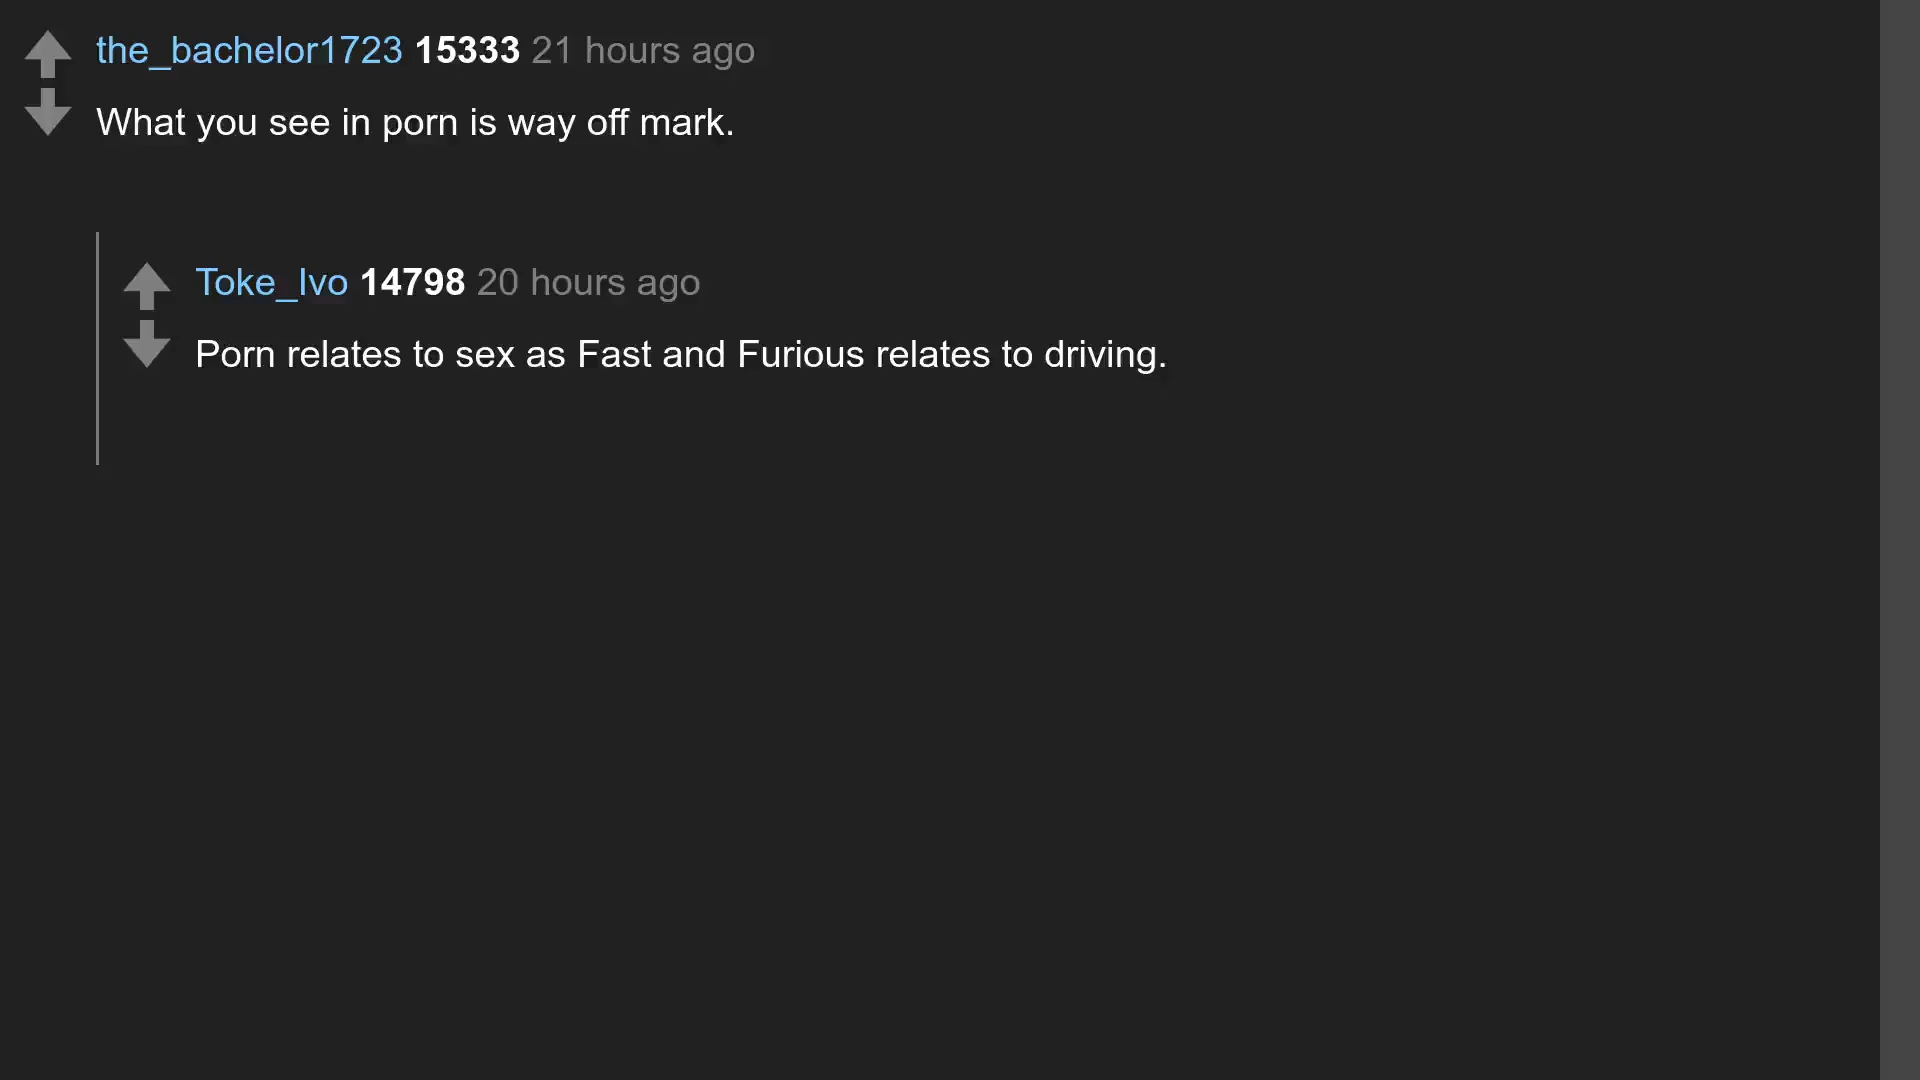 the_bachelor1723 15333 21 hours ago
What you see in porn is way off mark.
Toke_Ivo 14798 20 hours ago
Porn relates to sex as Fast and Furious relates to driving.